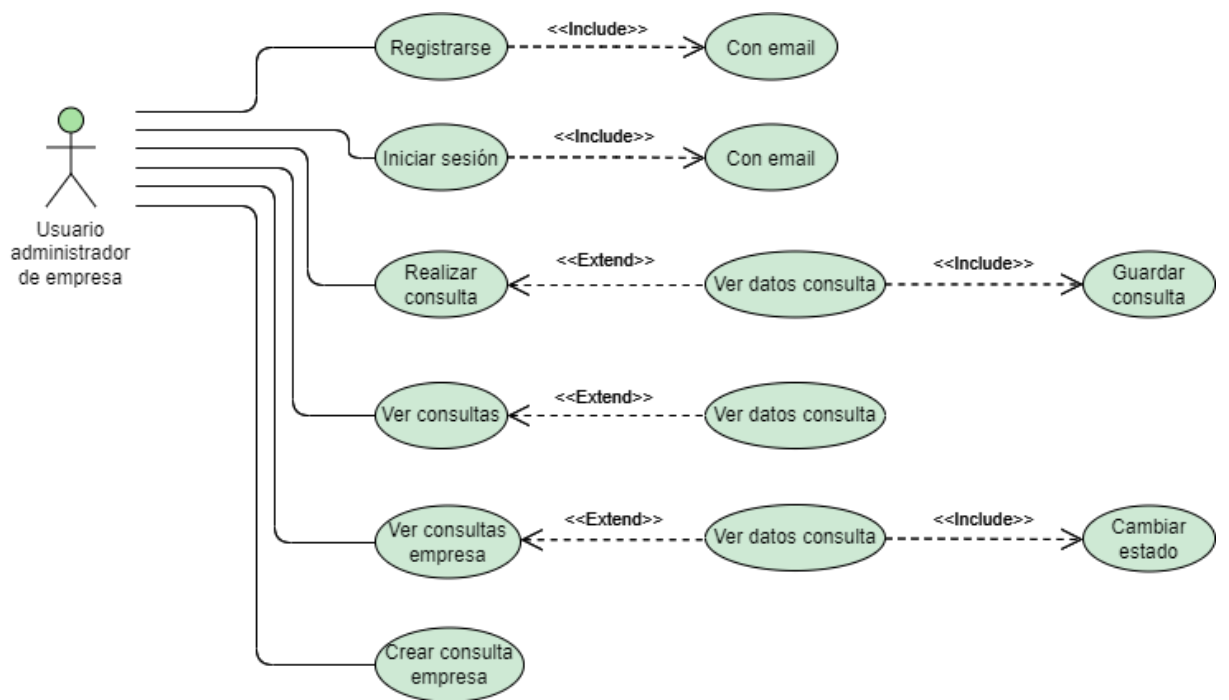 Registrarse
<<Include>>
Con email
Iniciar sesión
<<Include>>
Con email
Usuario
administrador
de empresa
Realizar
consulta
<<Extend>>
Ver datos consulta
<<Include>>
Guardar
consulta
Ver consultas
<<Extend>>
Ver datos consulta
Ver consultas
empresa
<<Extend>>
Ver datos consulta
<<Include>>
Cambiar
estado
Crear consulta
empresa